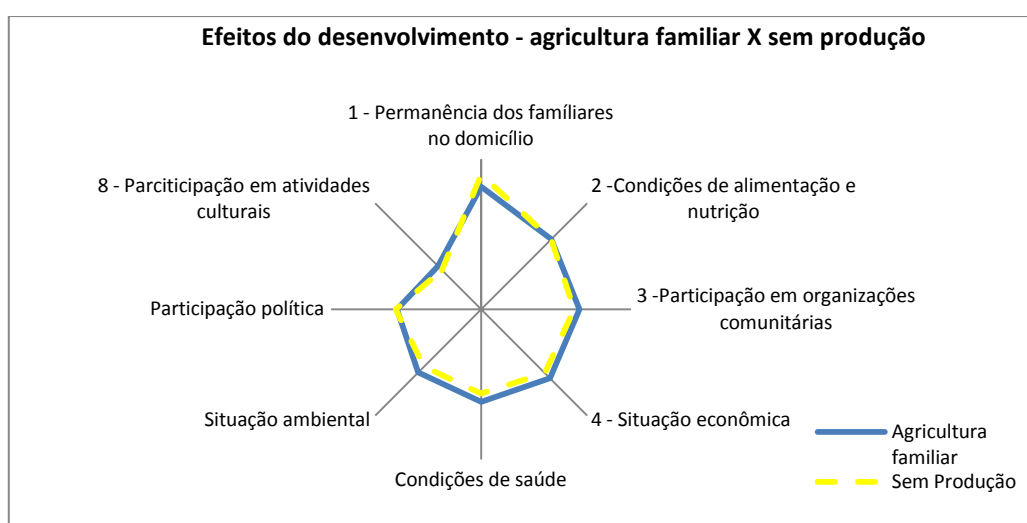 Efeitos do desenvolvimento - agricultura familiar X sem produção
1 - Permanência dos famíliares
no domicílio
2 -Condições de alimentação e
nutrição
3 -Participação em organizações
comunitárias
4 - Situação econômica
Condições de saúde
Situação ambiental
Participação política
8 - Parciticipação em atividades
culturais
Agricultura
familiar
Sem Produção